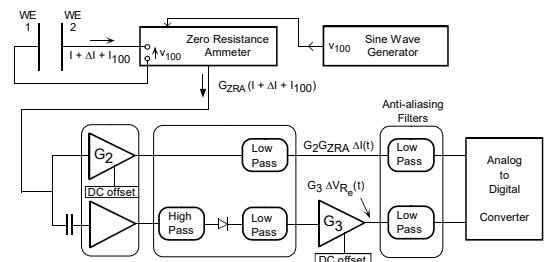 WE
1
WE
2
I + ΔI + I100
v100
Zero Resistance
Ammeter
v100
Sine Wave
Generator
GZRA (I + ΔI + I100)
Anti-aliasing
Filters
G2
DC offset
Low
Pass
G2GZRA ΔI(t)
Low
Pass
Analog
to
Digital
Converter
High
Pass
Low
Pass
G3 ΔVRe(t)
G3
DC offset
Low
Pass